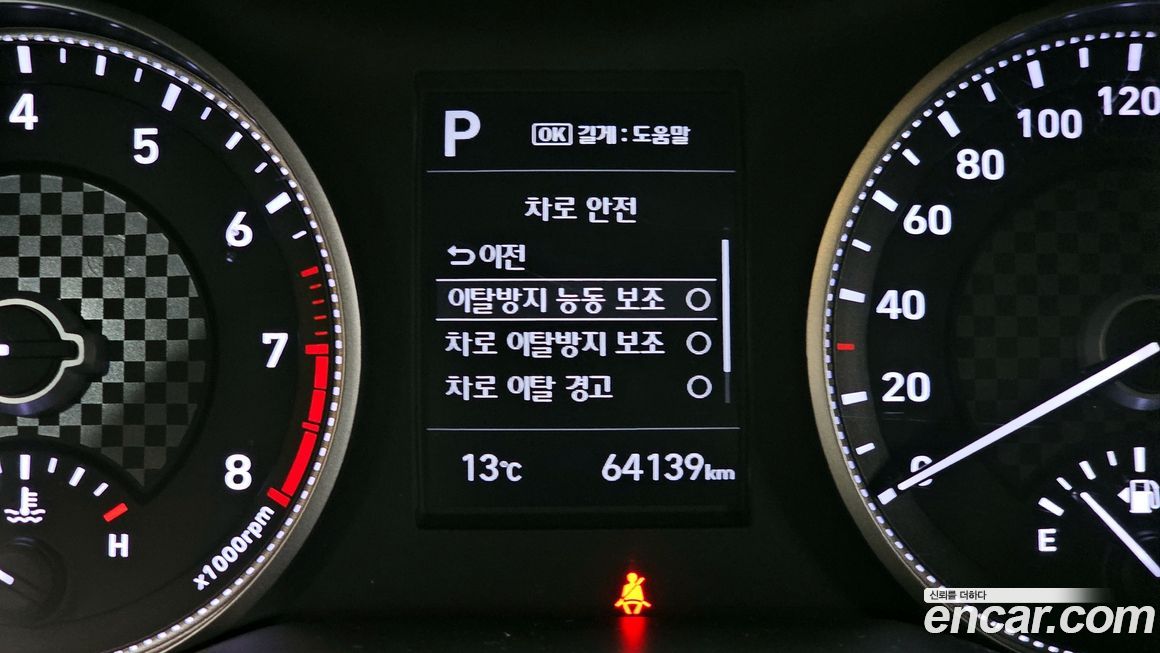 P OK 길게 : 도움말
차로 안전
이전
이탈방지 능동 보조
차로 이탈방지 보조
차로 이탈 경고
13℃ 64139km
4
5
6
7
8
x1000rpm
H
120
100
80
60
40
20
0
E
신뢰를 더하다
encar.com